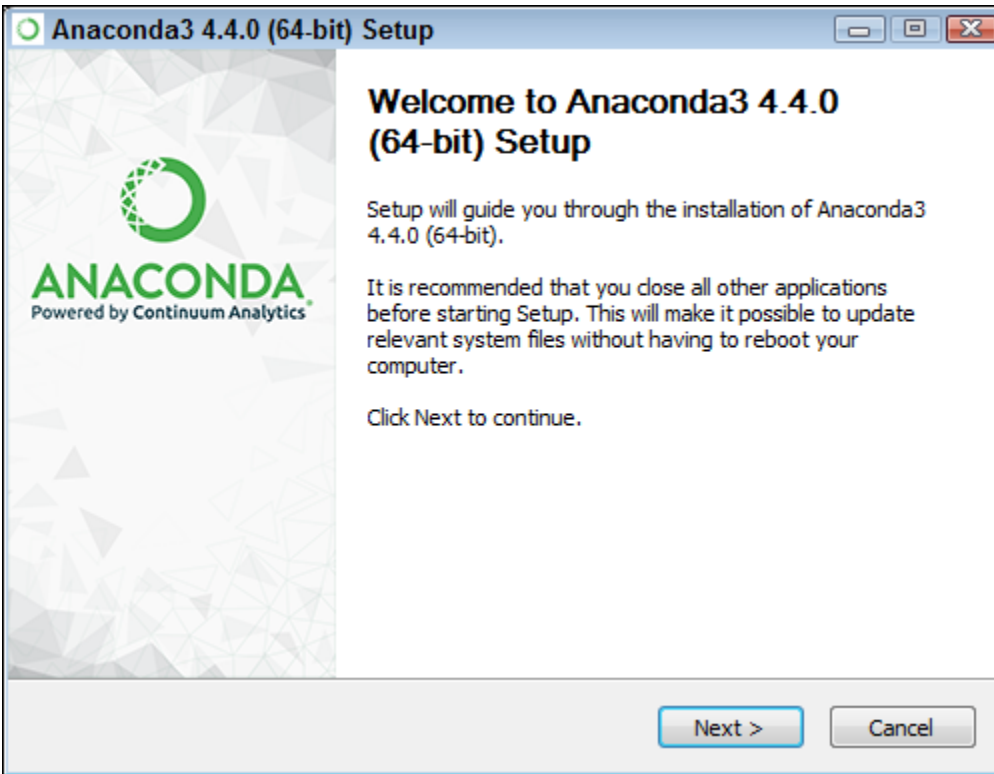 Anaconda3 4.4.0 (64-bit) Setup
Welcome to Anaconda3 4.4.0
(64-bit) Setup
ANACONDA
Powered by Continuum Analytics
Setup will guide you through the installation of Anaconda3
4.4.0 (64-bit).
It is recommended that you close all other applications
before starting Setup. This will make it possible to update
relevant system files without having to reboot your
computer.
Click Next to continue.
Next >
Cancel